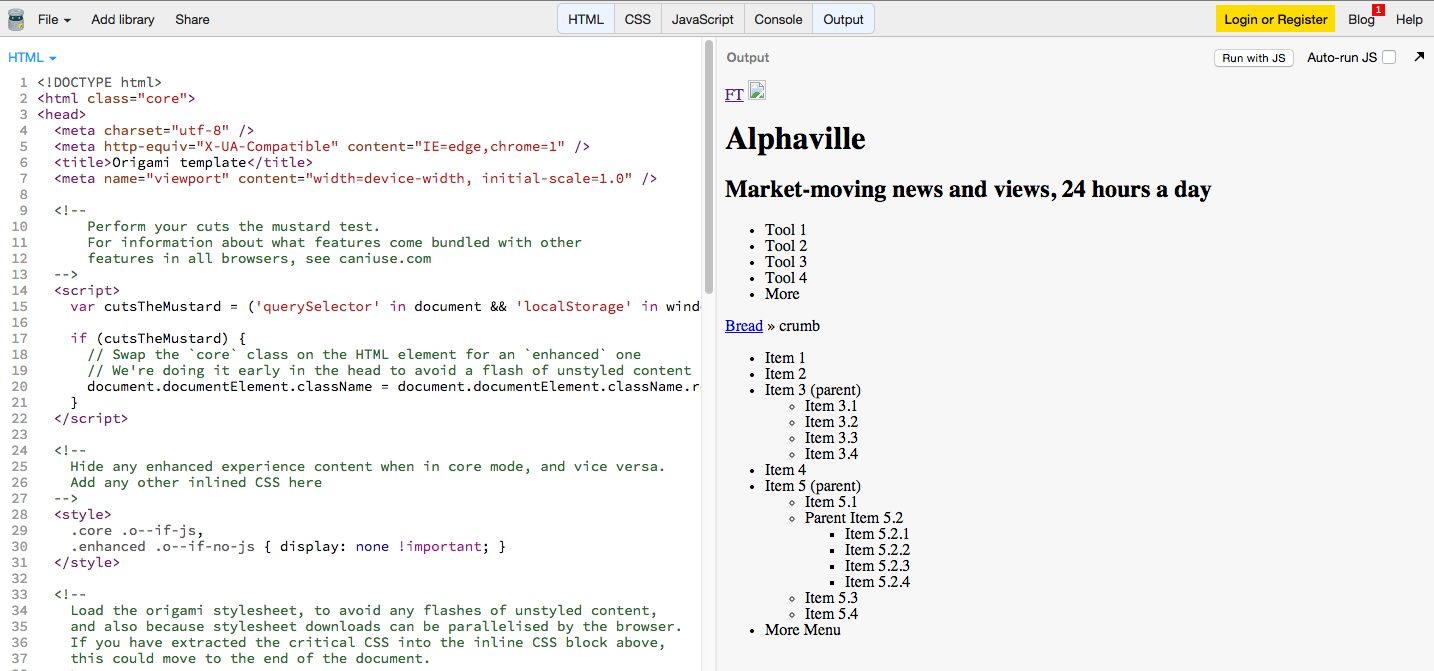 File Add library Share HTML CSS JavaScript Console Output Login or Register Blog 1 Help
HTML
1 <!DOCTYPE html>
2 <html class="core">
3 <head>
4 <meta charset="utf-8" />
5 <meta http-equiv="X-UA-Compatible" content="IE=edge,chrome=1" />
6 <title>Origami template</title>
7 <meta name="viewport" content="width=device-width, initial-scale=1.0" />
8
9 <!--
10 Perform your cuts the mustard test.
11 For information about what features come bundled with other
12 features in all browsers, see caniuse.com
13 -->
14 <script>
15 var cutsTheMustard = ('querySelector' in document && 'localStorage' in wind
16
17 if (cutsTheMustard) {
18 // Swap the `core` class on the HTML element for an `enhanced` one
19 // We're doing it early in the head to avoid a flash of unstyled content
20 document.documentElement.className = document.documentElement.className.r
21 }
22 </script>
23
24 <!--
25 Hide any enhanced experience content when in core mode, and vice versa.
26 Add any other inlined CSS here
27 -->
28 <style>
29 .core .o--if-js,
30 .enhanced .o--if-no-js { display: none !important; }
31 </style>
32
33 <!--
34 Load the origami stylesheet, to avoid any flashes of unstyled content,
35 and also because stylesheet downloads can be parallelised by the browser.
36 If you have extracted the critical CSS into the inline CSS block above,
37 this could move to the end of the document.
Output Run with JS Auto-run JS
FT
Alphaville
Market-moving news and views, 24 hours a day
Tool 1
Tool 2
Tool 3
Tool 4
More
Bread » crumb
Item 1
Item 2
Item 3 (parent)
Item 3.1
Item 3.2
Item 3.3
Item 3.4
Item 4
Item 5 (parent)
Item 5.1
Parent Item 5.2
Item 5.2.1
Item 5.2.2
Item 5.2.3
Item 5.2.4
Item 5.3
Item 5.4
More Menu